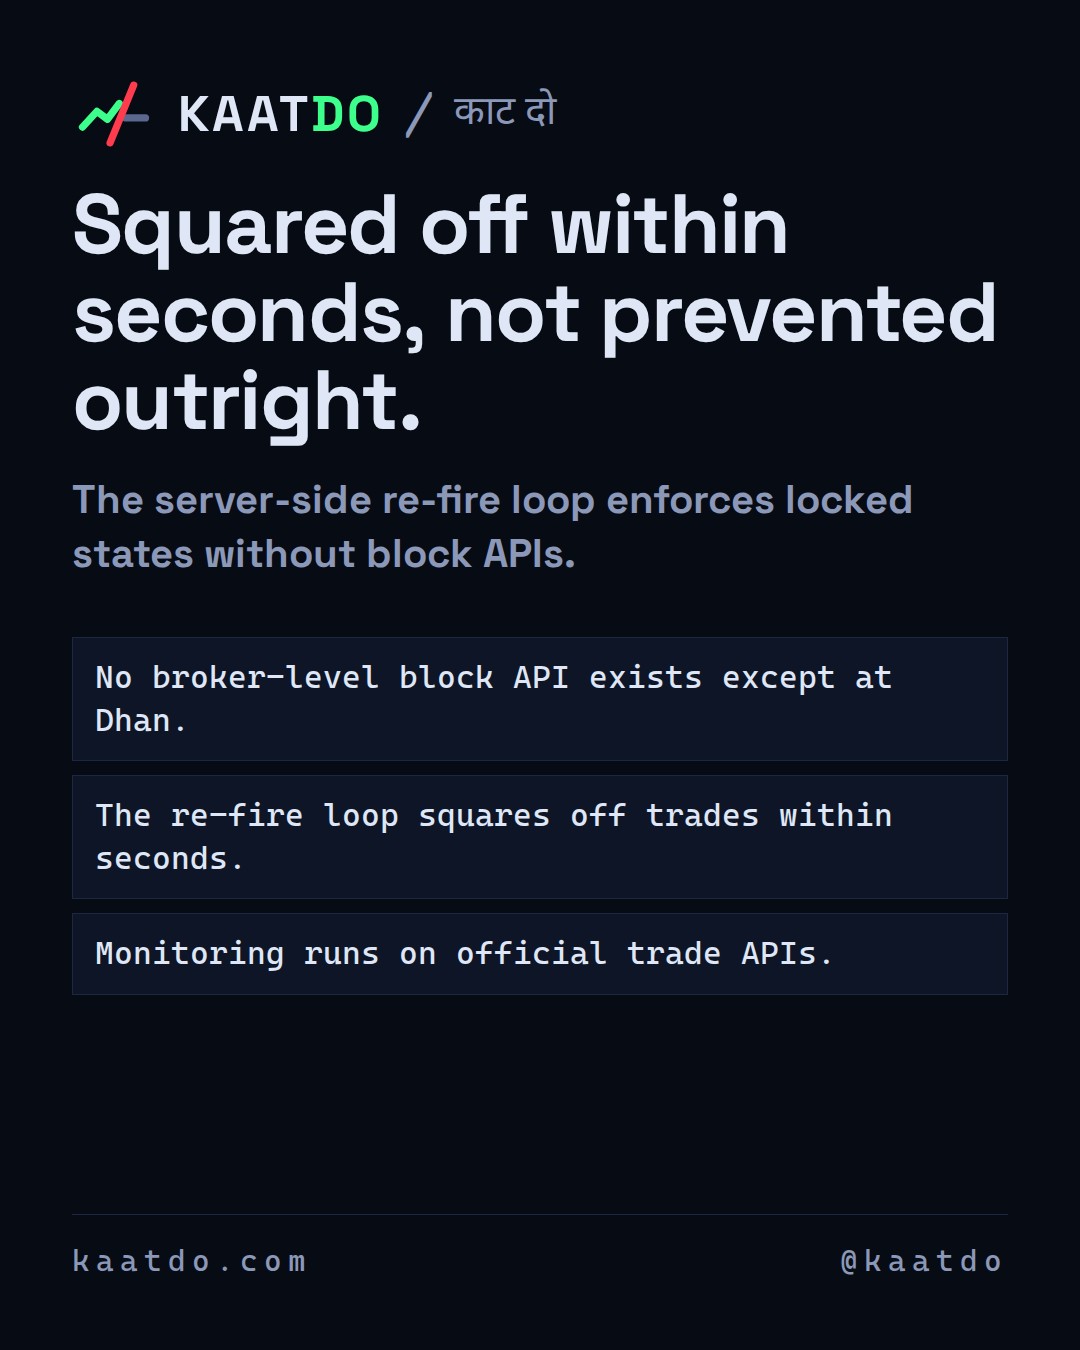 KAATDO / काट दो
Squared off within
seconds, not prevented
outright.
The server-side re-fire loop enforces locked
states without block APIs.
No broker-level block API exists except at
Dhan.
The re-fire loop squares off trades within
seconds.
Monitoring runs on official trade APIs.
kaatdo.com
@kaatdo